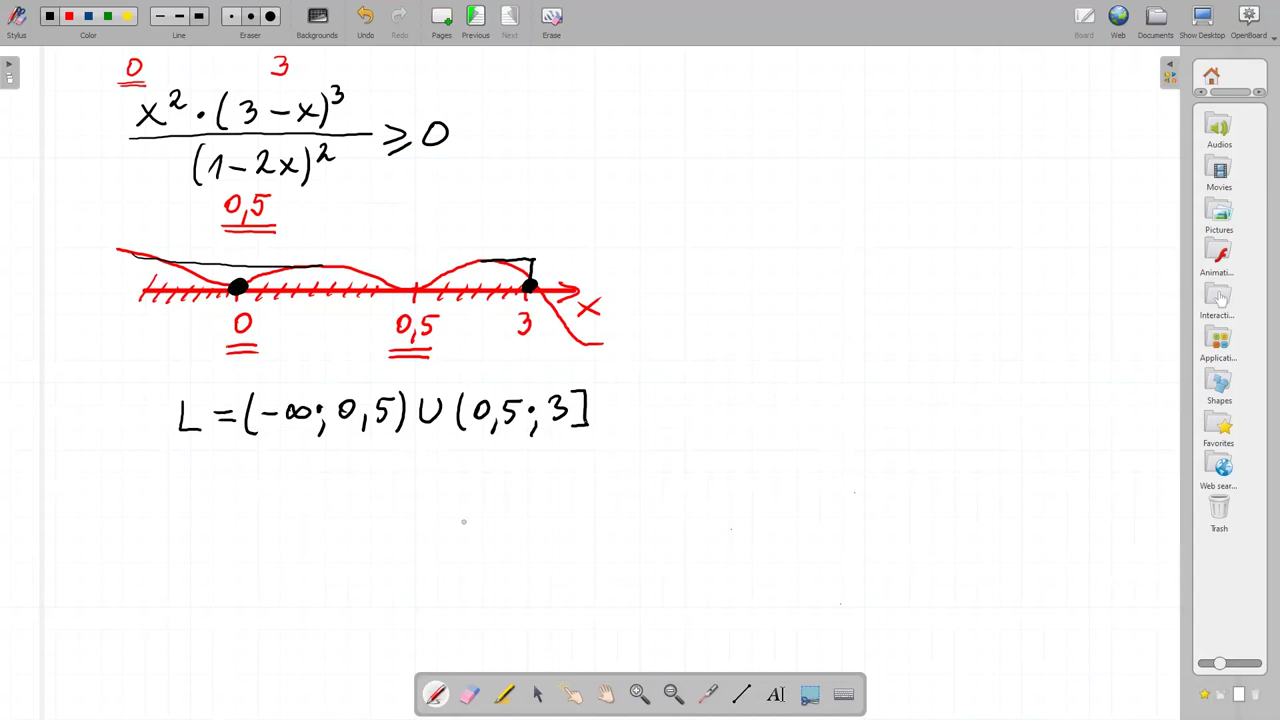 Stylus Color Line Eraser Backgrounds Undo Redo Pages Previous Next Erase Board Web Documents Show Desktop OpenBoard
0 3
x² · (3 − x)³
≥ 0
(1 − 2x)²
0,5
x
0 0,5 3
L = (-∞; 0,5) ∪ (0,5; 3]
Audios
Movies
Pictures
Animati...
Interacti...
Applicati...
Shapes
Favorites
Web sear...
Trash
AI